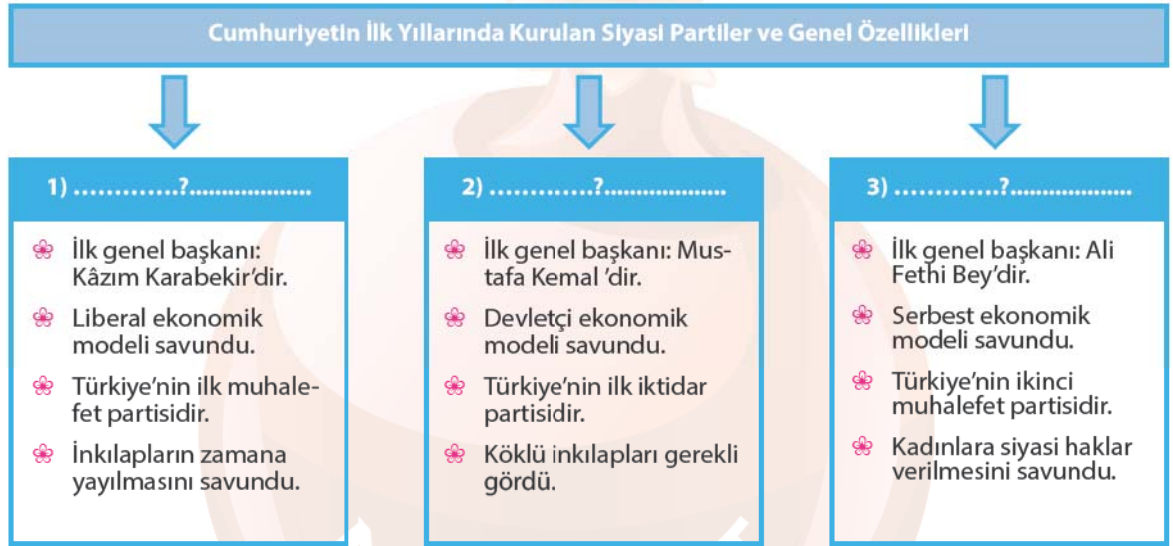 Cumhuriyetin İlk Yıllarında Kurulan Siyasi Partiler ve Genel Özellikleri
1) .............?...................
İlk genel başkanı:
Kâzım Karabekir’dir.
Liberal ekonomik
modeli savundu.
Türkiye’nin ilk muhale-
fet partisidir.
İnkılapların zamana
yayılmasını savundu.
2) .............?...................
İlk genel başkanı: Mus-
tafa Kemal ’dir.
Devletçi ekonomik
modeli savundu.
Türkiye’nin ilk iktidar
partisidir.
Köklü inkılapları gerekli
gördü.
3) .............?...................
İlk genel başkanı: Ali
Fethi Bey’dir.
Serbest ekonomik
modeli savundu.
Türkiye’nin ikinci
muhalefet partisidir.
Kadınlara siyasi haklar
verilmesini savundu.